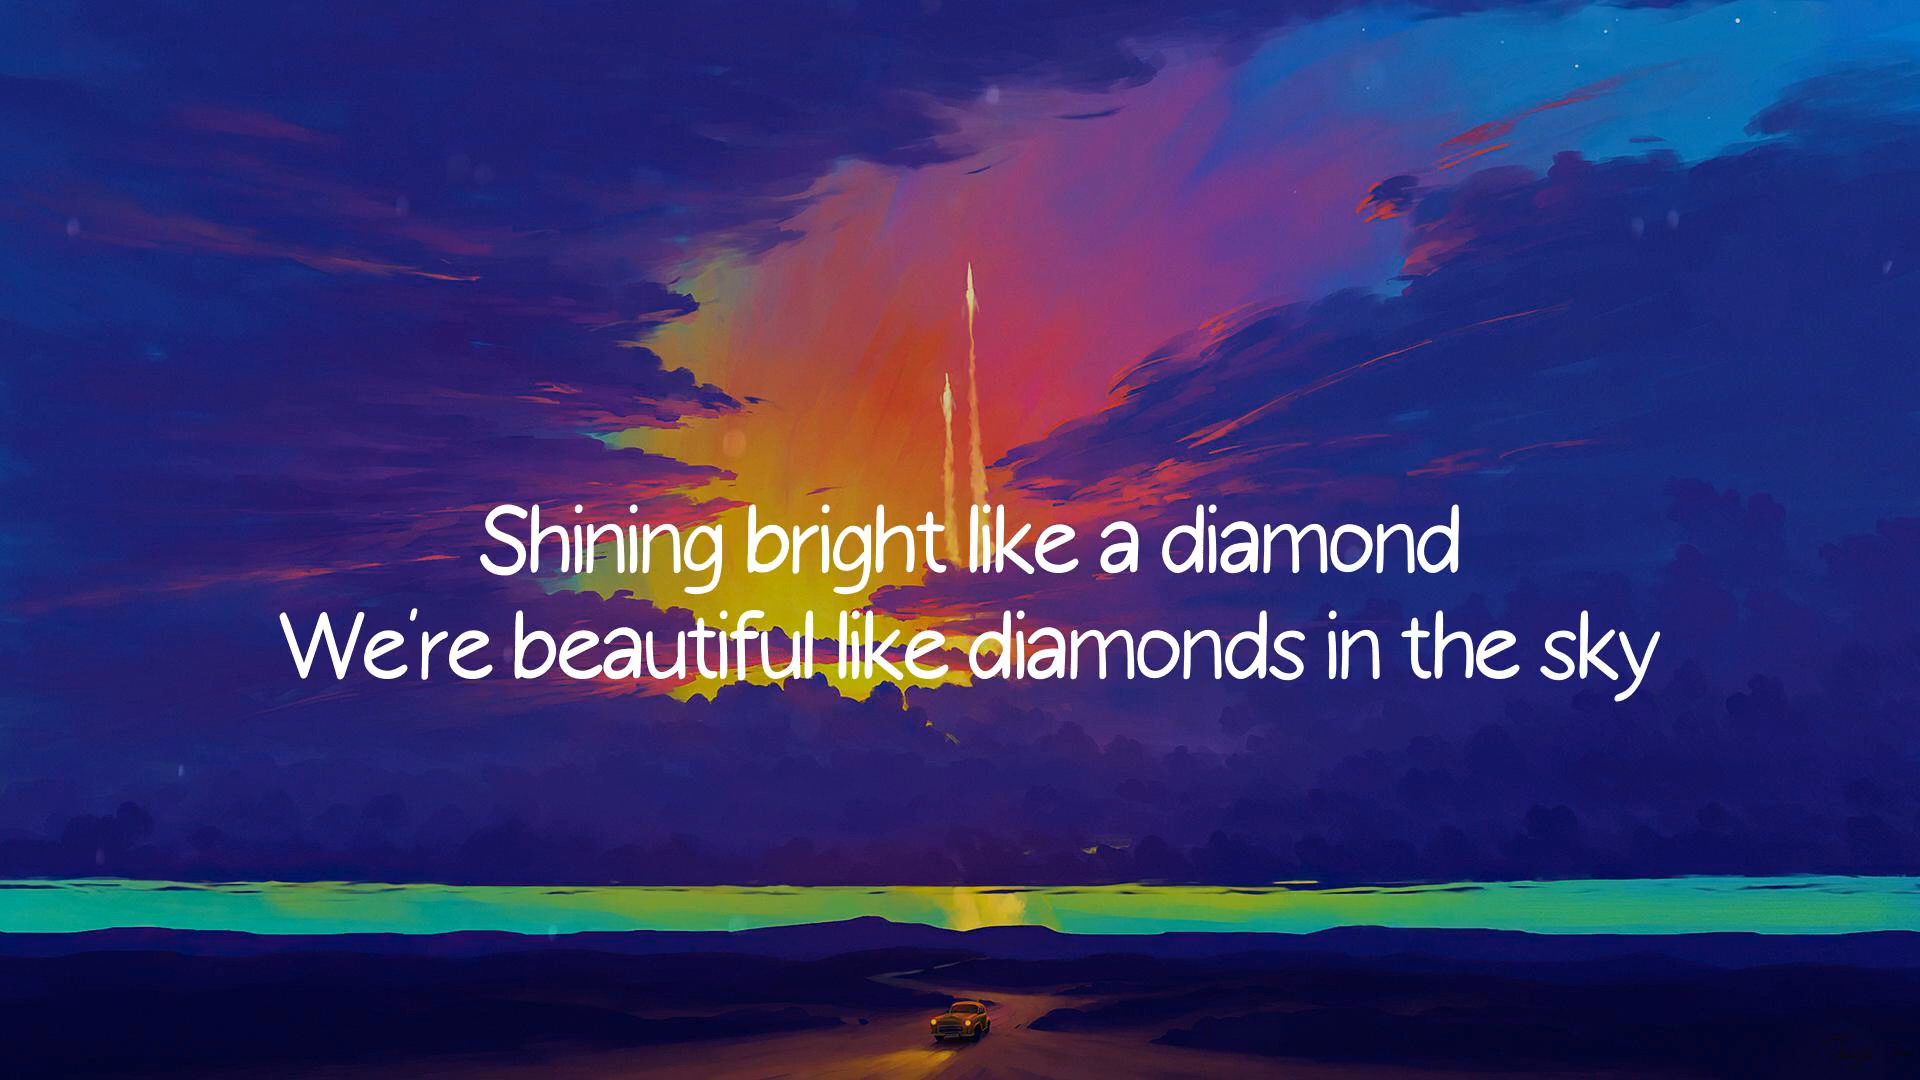 Shining bright like a diamond
We're beautiful like diamonds in the sky